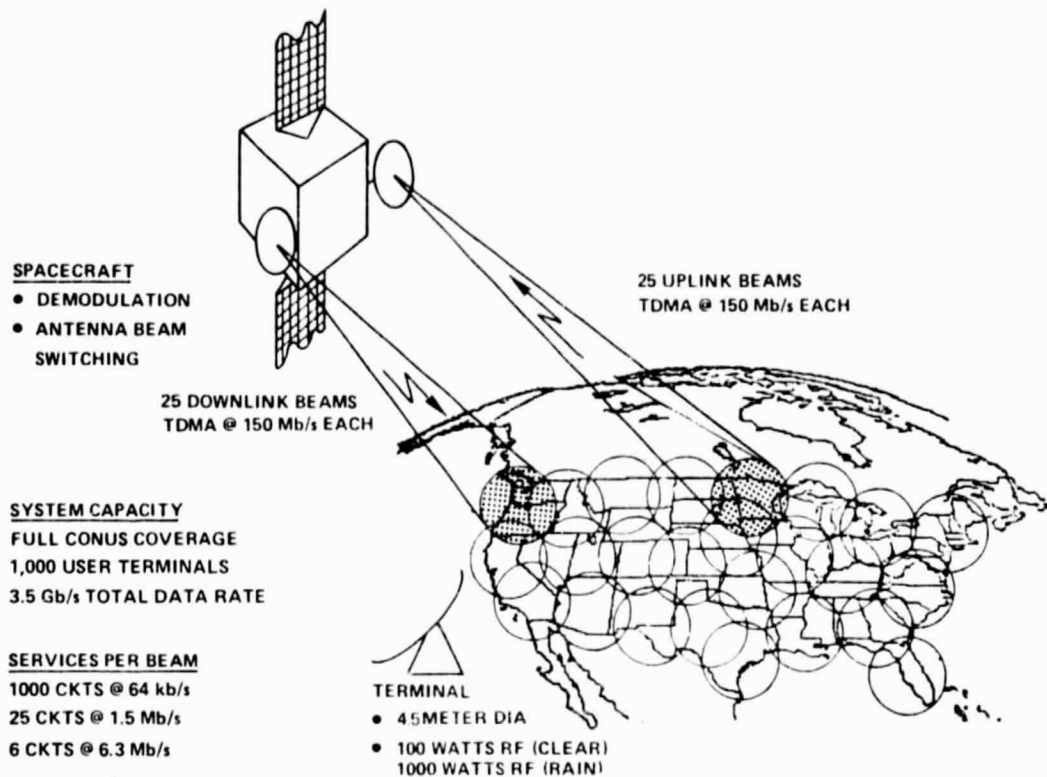 SPACECRAFT
• DEMODULATION
• ANTENNA BEAM
SWITCHING
25 UPLINK BEAMS
TDMA @ 150 Mb/s EACH
25 DOWNLINK BEAMS
TDMA @ 150 Mb/s EACH
SYSTEM CAPACITY
FULL CONUS COVERAGE
1,000 USER TERMINALS
3.5 Gb/s TOTAL DATA RATE
SERVICES PER BEAM
1000 CKTS @ 64 kb/s
25 CKTS @ 1.5 Mb/s
6 CKTS @ 6.3 Mb/s
TERMINAL
• 4.5 METER DIA
• 100 WATTS RF (CLEAR)
1000 WATTS RF (RAIN)